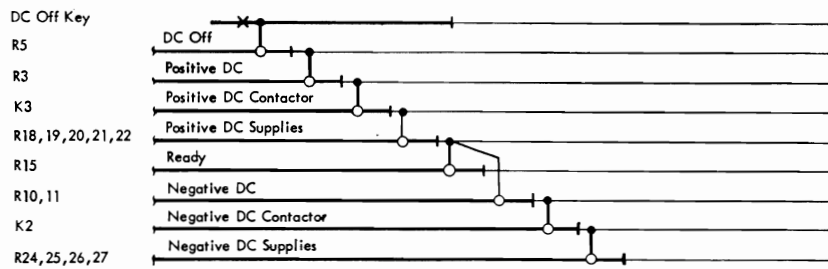 DC Off Key
R5 DC Off
R3 Positive DC
K3 Positive DC Contactor
R18,19,20,21,22 Positive DC Supplies
R15 Ready
R10,11 Negative DC
K2 Negative DC Contactor
R24,25,26,27 Negative DC Supplies